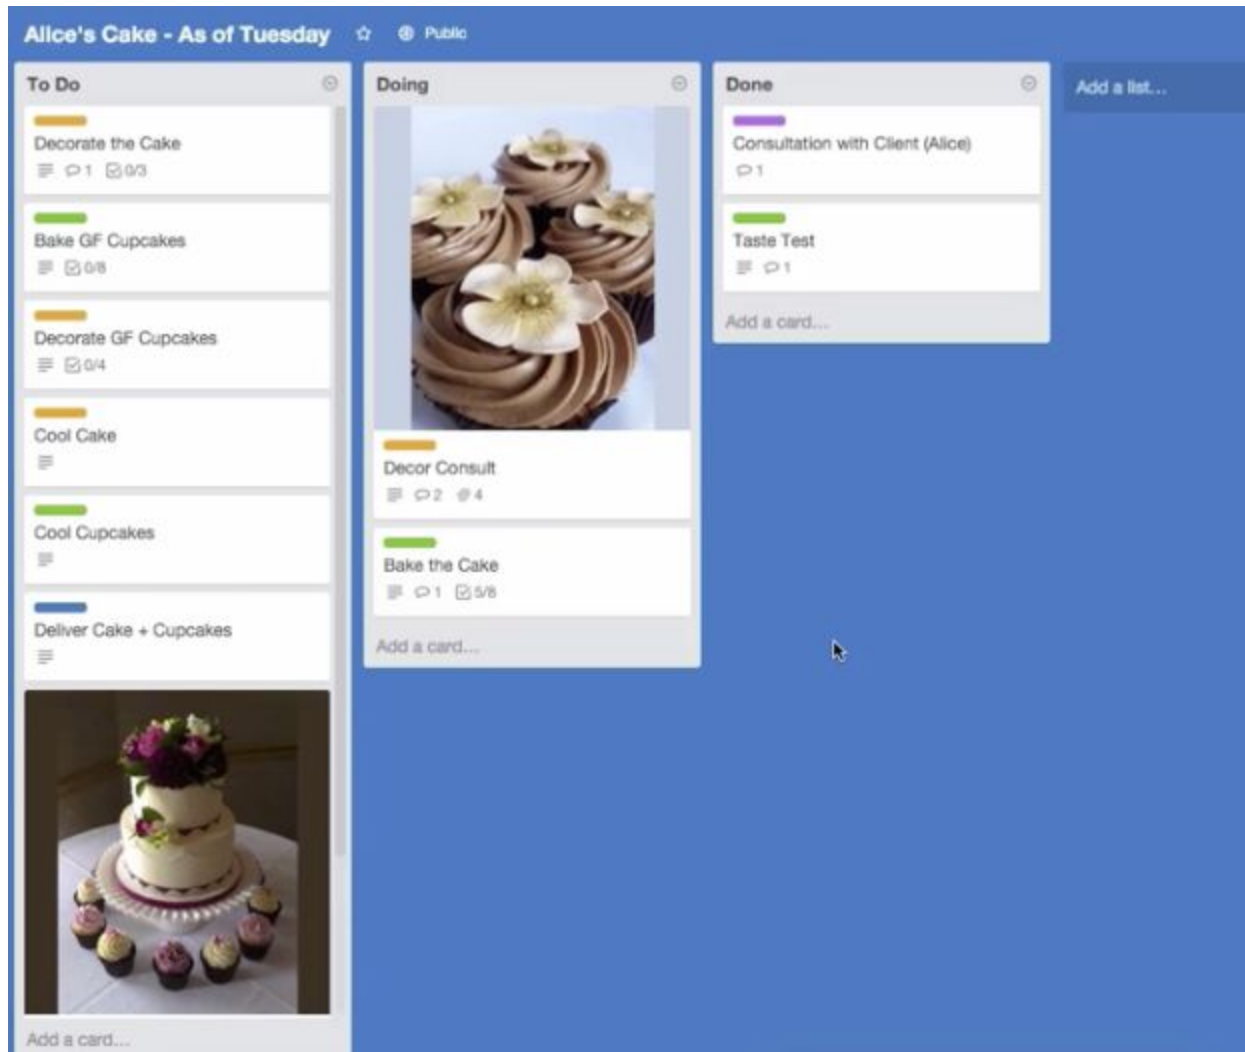 Alice's Cake - As of Tuesday Public
To Do
Decorate the Cake
1 0/3
Bake GF Cupcakes
0/8
Decorate GF Cupcakes
0/4
Cool Cake
Cool Cupcakes
Deliver Cake + Cupcakes
Add a card...
Doing
Decor Consult
2 4
Bake the Cake
1 5/8
Add a card...
Done
Consultation with Client (Alice)
1
Taste Test
1
Add a card...
Add a list...